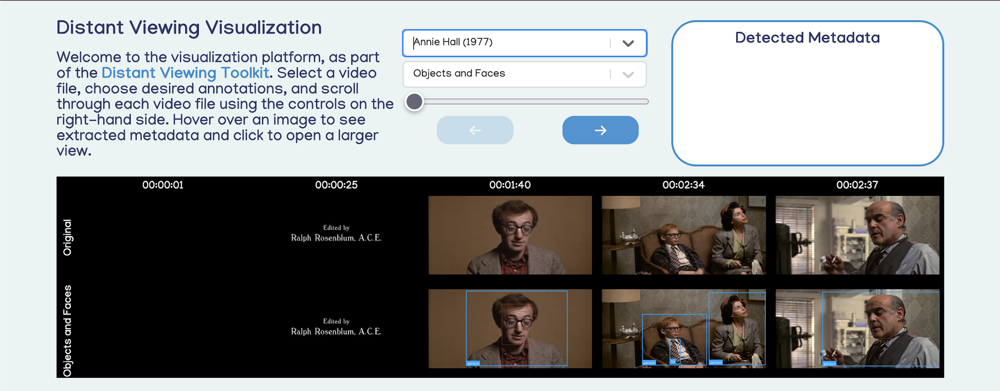 Distant Viewing Visualization
Welcome to the visualization platform, as part
of the Distant Viewing Toolkit. Select a video
file, choose desired annotations, and scroll
through each video file using the controls on the
right-hand side. Hover over an image to see
extracted metadata and click to open a larger
view.
Annie Hall (1977)
Objects and Faces
Detected Metadata
00:00:01
00:00:25
00:01:40
00:02:34
00:02:37
Original
Edited by
Ralph Rosenblum, A.C.E.
Objects and Faces
Edited by
Ralph Rosenblum, A.C.E.
person
person
tie
person
person